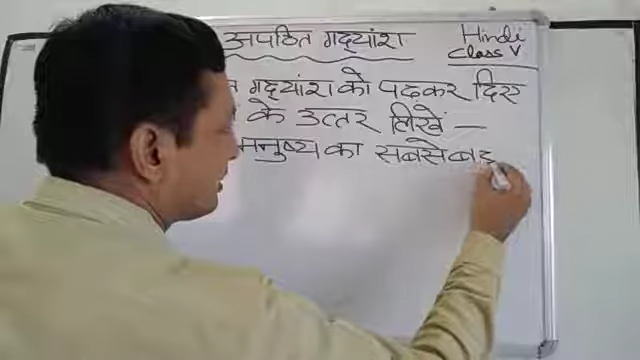 अपठित गद्यांश
Hindi
Class V
गद्यांश को पढ़कर दिए
के उत्तर लिखें —
मनुष्य का सबसे बड